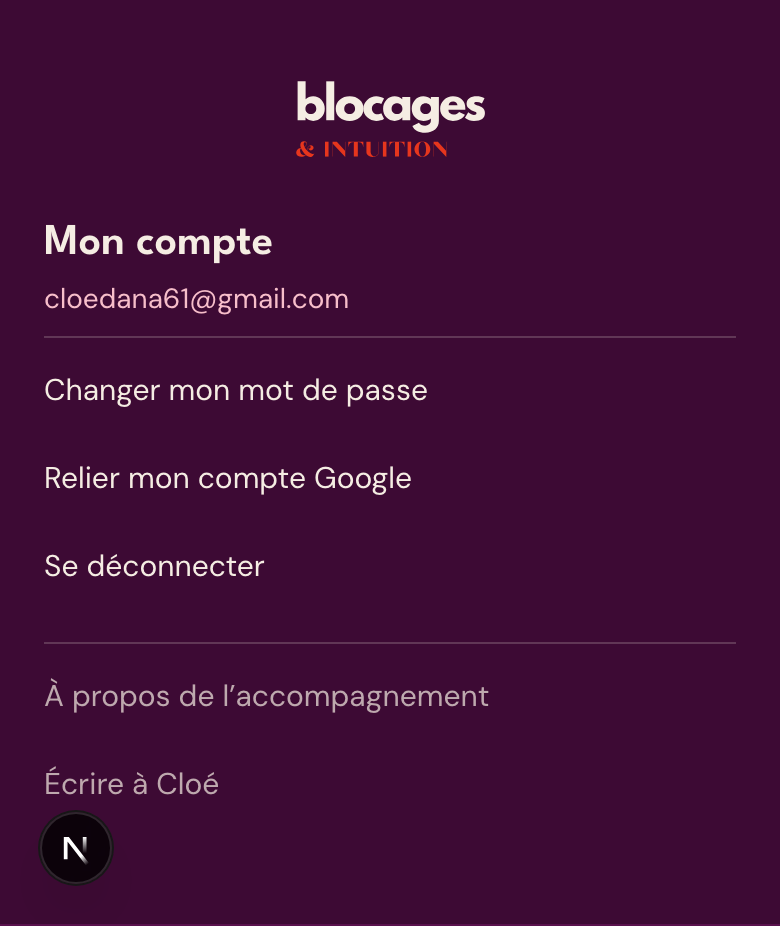 blocages
& INTUITION
Mon compte
cloedana61@gmail.com
Changer mon mot de passe
Relier mon compte Google
Se déconnecter
À propos de l’accompagnement
Écrire à Cloé
N